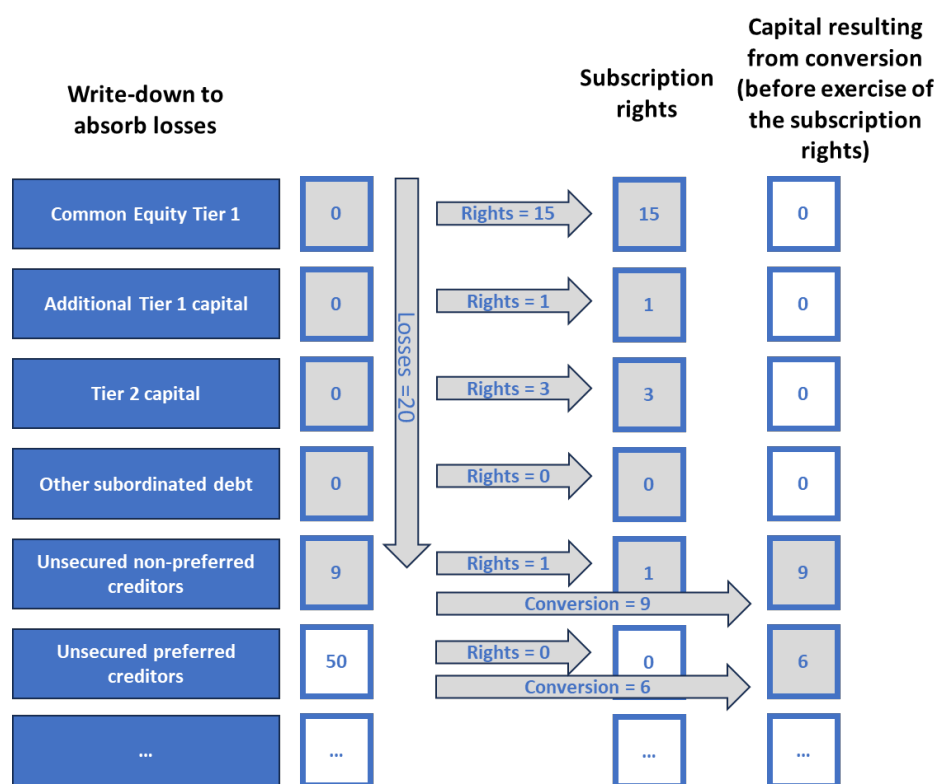 Capital resulting
from conversion
(before exercise of
the subscription
rights)
Subscription
rights
Write-down to
absorb losses
Common Equity Tier 1
0
Rights = 15
15
0
Additional Tier 1 capital
0
Rights = 1
1
0
Losses =20
Tier 2 capital
0
Rights = 3
3
0
Other subordinated debt
0
Rights = 0
0
0
Unsecured non-preferred
creditors
9
Rights = 1
1
9
Conversion = 9
Unsecured preferred
creditors
50
Rights = 0
0
6
Conversion = 6
...
...
...
...